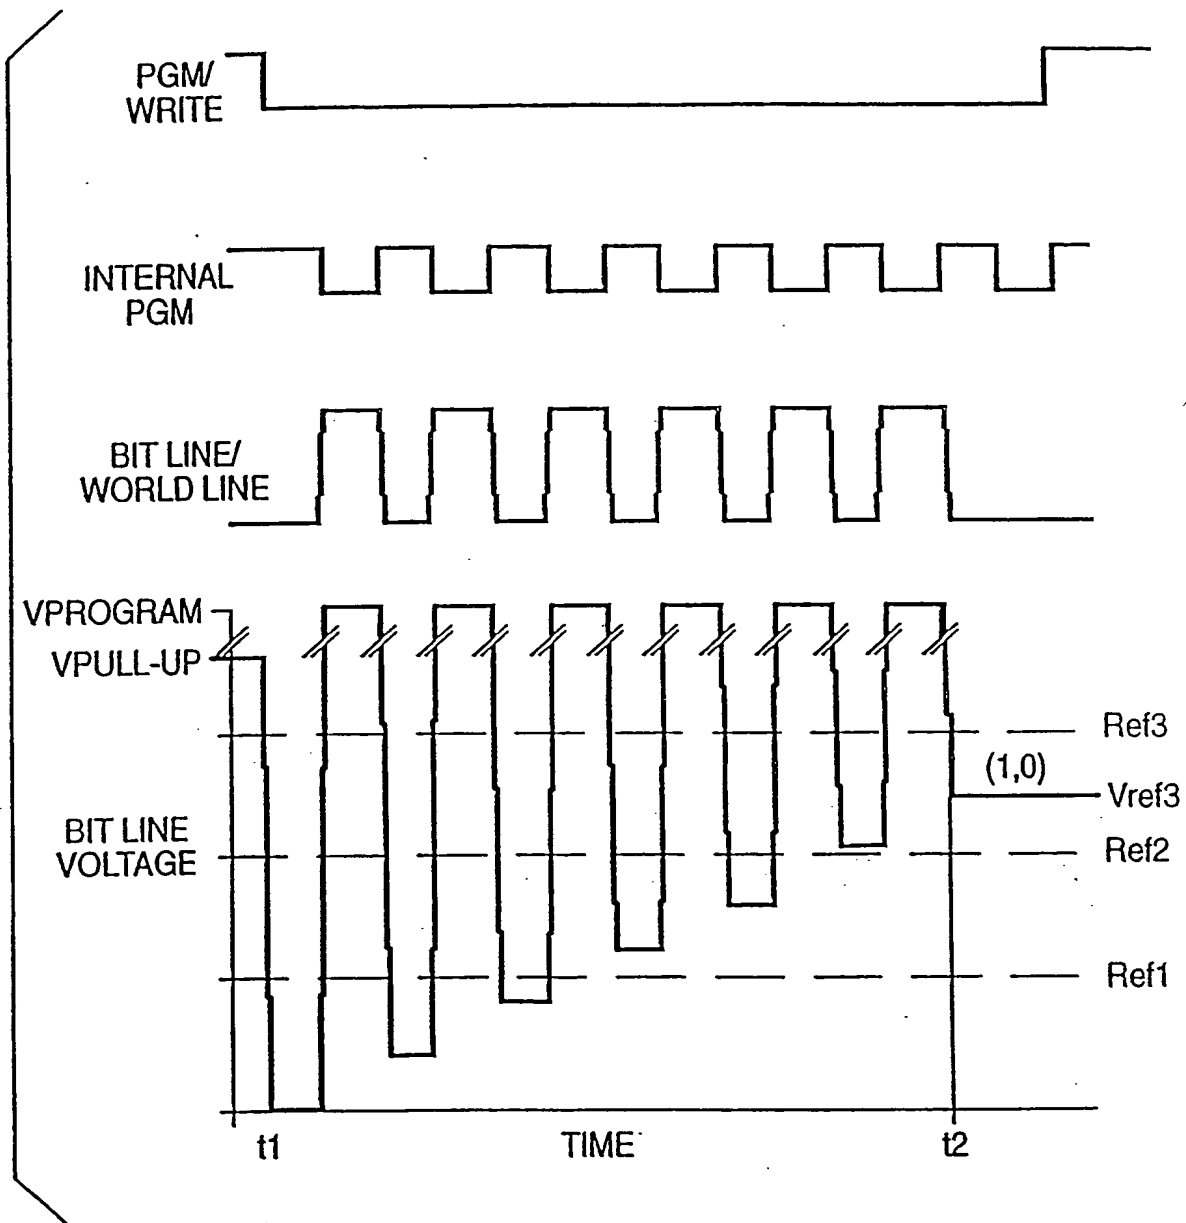 PGM/
WRITE
INTERNAL
PGM
BIT LINE/
WORLD LINE
VPROGRAM
VPULL-UP
Ref3
(1,0)
Vref3
BIT LINE
VOLTAGE
Ref2
Ref1
t1
TIME
t2